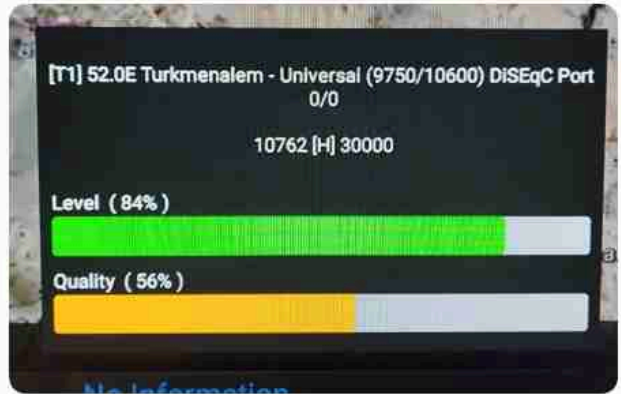 [T1] 52.0E Turkmenalem - Universal (9750/10600) DiSEqC Port
0/0
10762 [H] 30000
Level ( 84% )
Quality ( 56% )
No Information